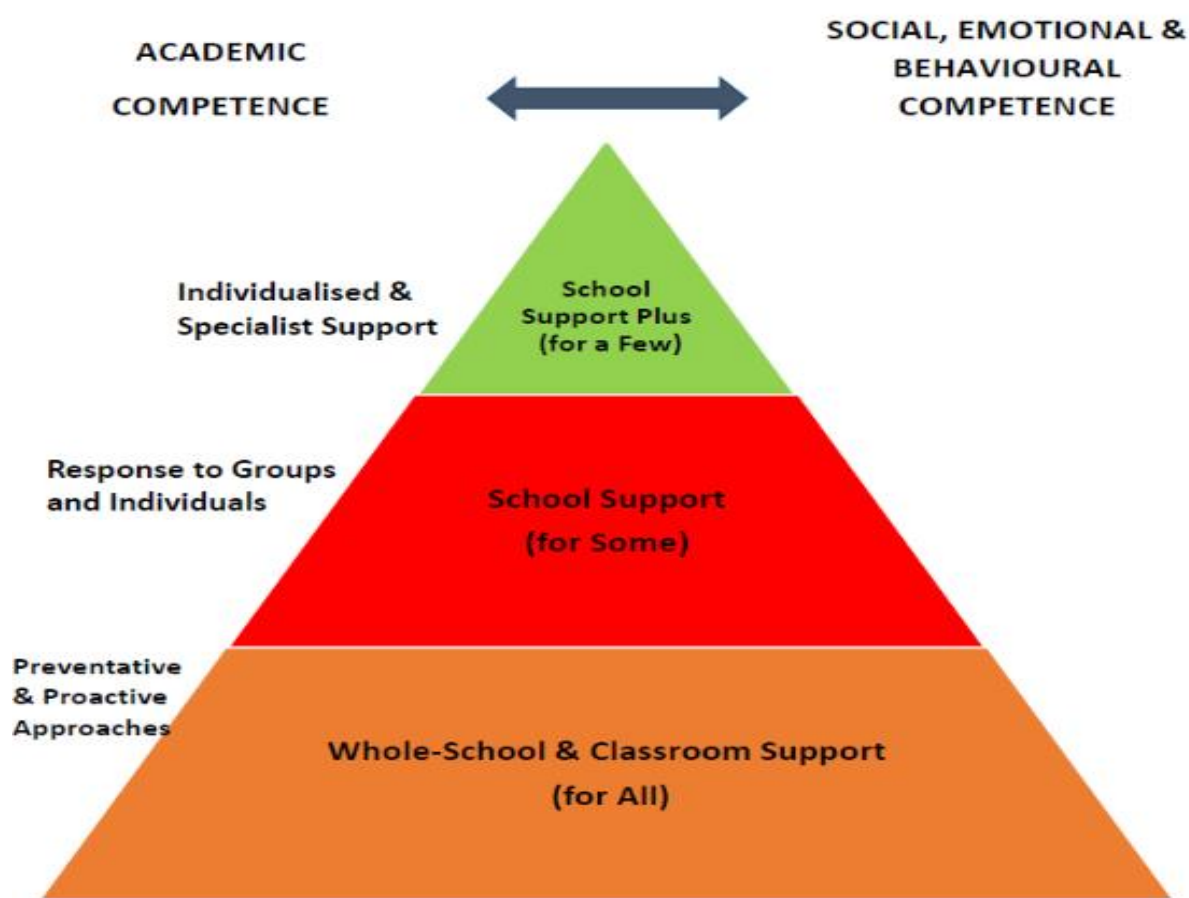 ACADEMIC
COMPETENCE
SOCIAL, EMOTIONAL &
BEHAVIOURAL
COMPETENCE
Individualised &
Specialist Support
School
Support Plus
(for a Few)
Response to Groups
and Individuals
School Support
(for Some)
Preventative
& Proactive
Approaches
Whole-School & Classroom Support
(for All)